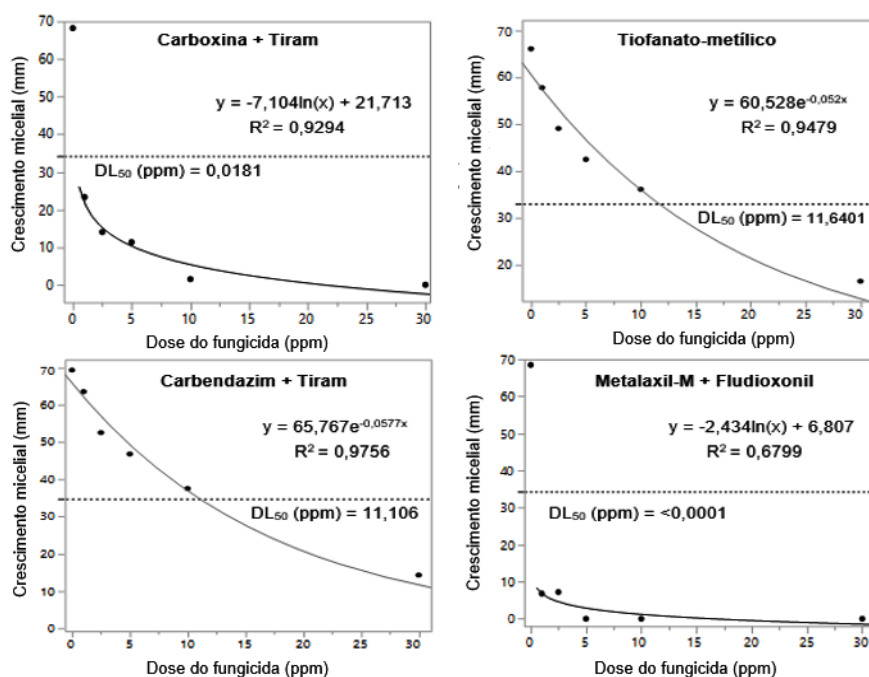 Carboxina + Tiram
y = -7,104ln(x) + 21,713
R² = 0,9294
DL₅₀ (ppm) = 0,0181
Crescimento micelial (mm)
70
60
50
40
30
20
10
0
0 5 10 15 20 25 30
Dose do fungicida (ppm)
Tiofanato-metílico
y = 60,528e⁻⁰,⁰⁵²ˣ
R² = 0,9479
DL₅₀ (ppm) = 11,6401
Crescimento micelial (mm)
70
60
50
40
30
20
0 5 10 15 20 25 30
Dose do fungicida (ppm)
Carbendazim + Tiram
y = 65,767e⁻⁰,⁰⁵⁷⁷ˣ
R² = 0,9756
DL₅₀ (ppm) = 11,106
Crescimento micelial (mm)
70
60
50
40
30
20
10
0
0 5 10 15 20 25 30
Dose do fungicida (ppm)
Metalaxil-M + Fludioxonil
y = -2,434ln(x) + 6,807
R² = 0,6799
DL₅₀ (ppm) = <0,0001
Crescimento micelial (mm)
70
60
50
40
30
20
10
0
0 5 10 15 20 25 30
Dose do fungicida (ppm)